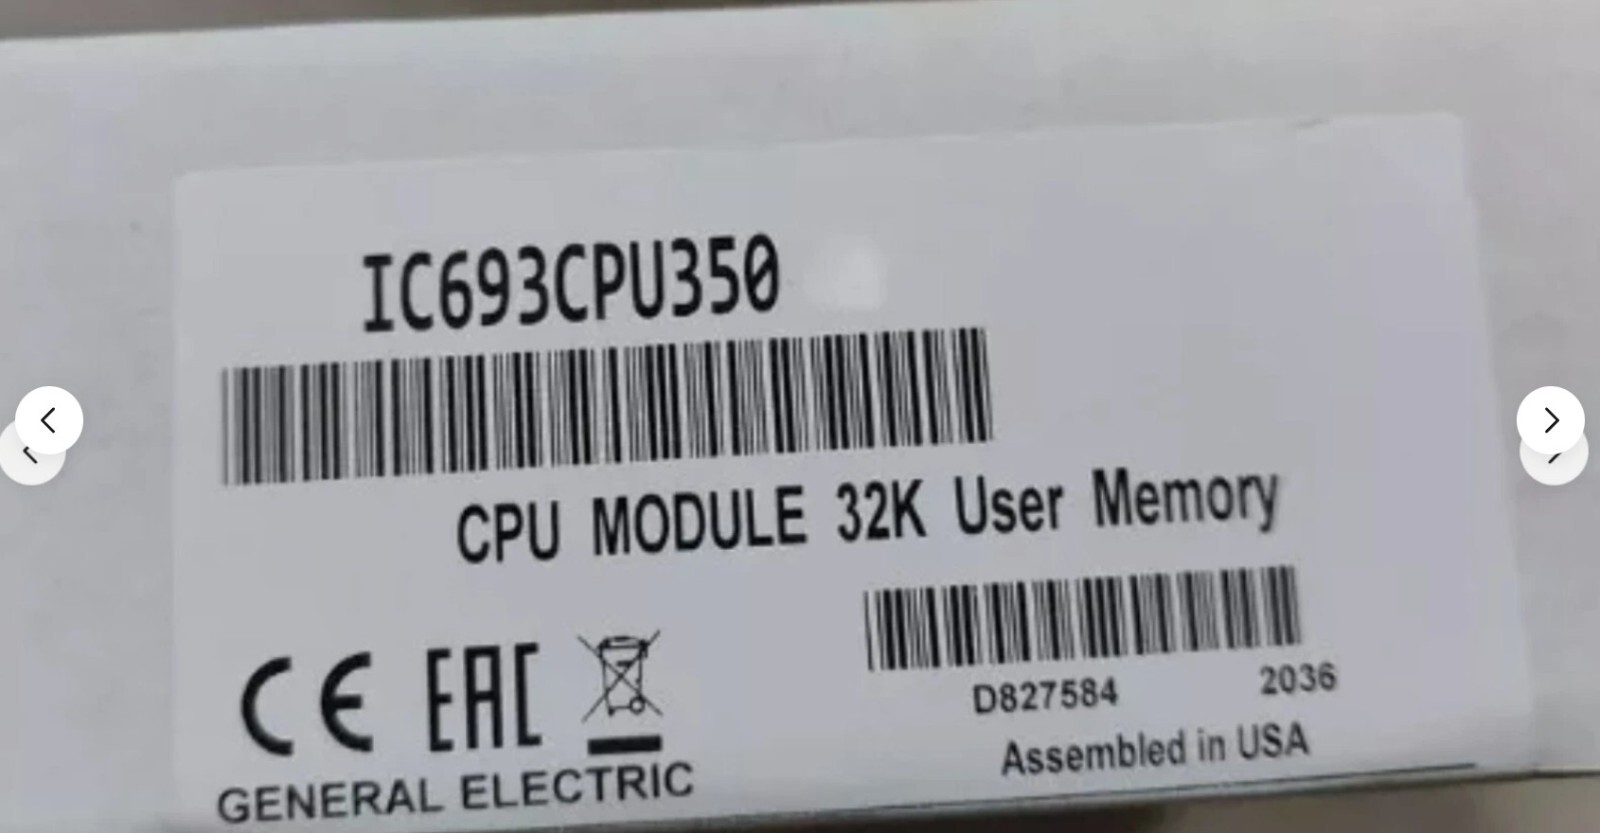 IC693CPU350
CPU MODULE 32K User Memory
D827584 2036
Assembled in USA
CE EAC
GENERAL ELECTRIC